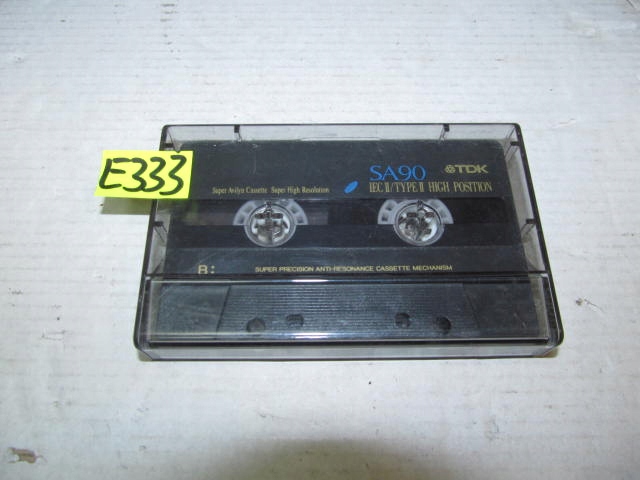 E333
SA90 TDK
Super Avilyn Cassette Super High Resolution IEC II/TYPE II HIGH POSITION
B:
SUPER PRECISION ANTI-RESONANCE CASSETTE MECHANISM